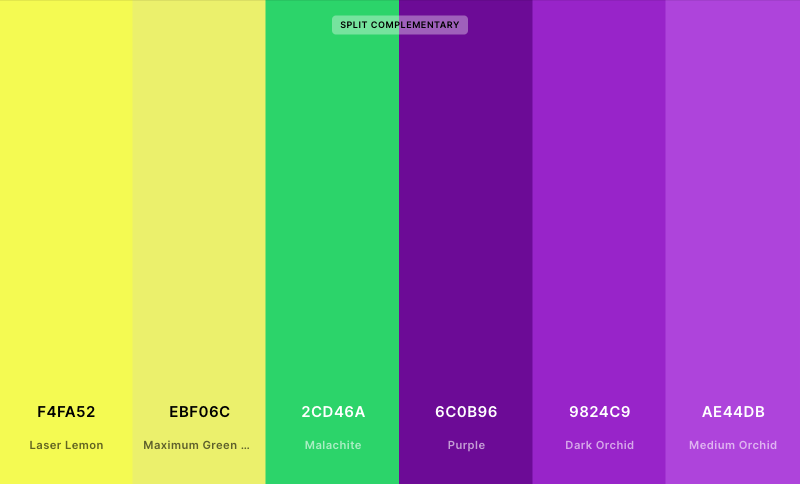 SPLIT COMPLEMENTARY
F4FA52 EBF06C 2CD46A 6C0B96 9824C9 AE44DB
Laser Lemon Maximum Green ... Malachite Purple Dark Orchid Medium Orchid